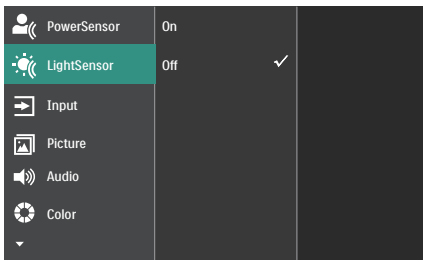 PowerSensor
On
LightSensor
Off
Input
Picture
Audio
Color